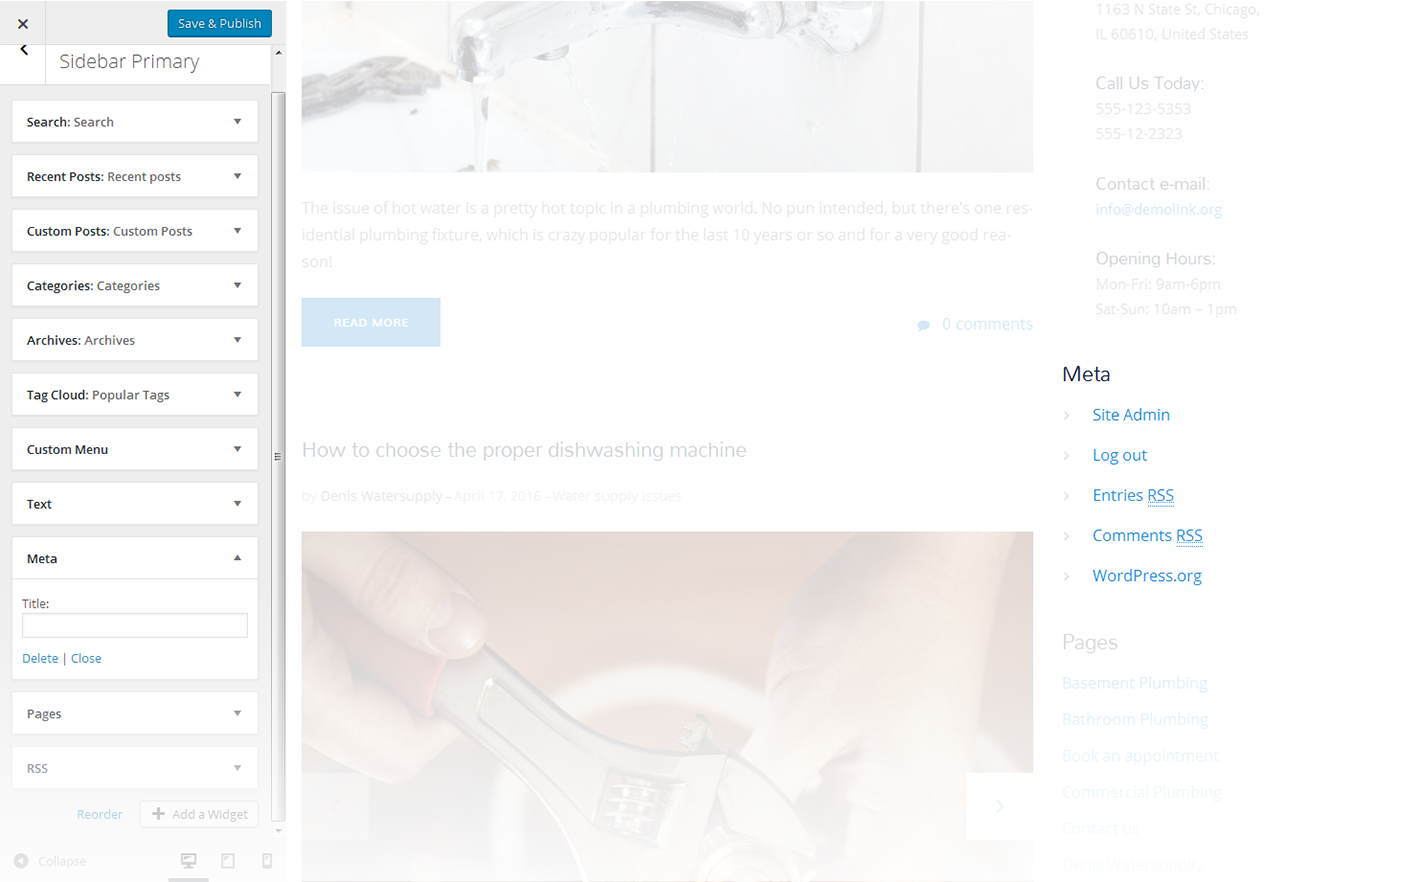 Save & Publish
Sidebar Primary
Search: Search
Recent Posts: Recent posts
Custom Posts: Custom Posts
Categories: Categories
Archives: Archives
Tag Cloud: Popular Tags
Custom Menu
Text
Meta
Title:
Delete | Close
Pages
RSS
Reorder
Add a Widget
Collapse
The issue of hot water is a pretty hot topic in a plumbing world. No pun intended, but there's one res-
idential plumbing fixture, which is crazy popular for the last 10 years or so and for a very good rea-
son!
READ MORE
0 comments
How to choose the proper dishwashing machine
by Denis Watersupply – April 17, 2016 – Water supply issues
1163 N State St, Chicago,
IL 60610, United States
Call Us Today:
555-123-5353
555-12-2323
Contact e-mail:
info@demolink.org
Opening Hours:
Mon-Fri: 9am-6pm
Sat-Sun: 10am – 1pm
Meta
Site Admin
Log out
Entries RSS
Comments RSS
WordPress.org
Pages
Basement Plumbing
Bathroom Plumbing
Book an appointment
Commercial Plumbing
Contact us
Denis Watersupply